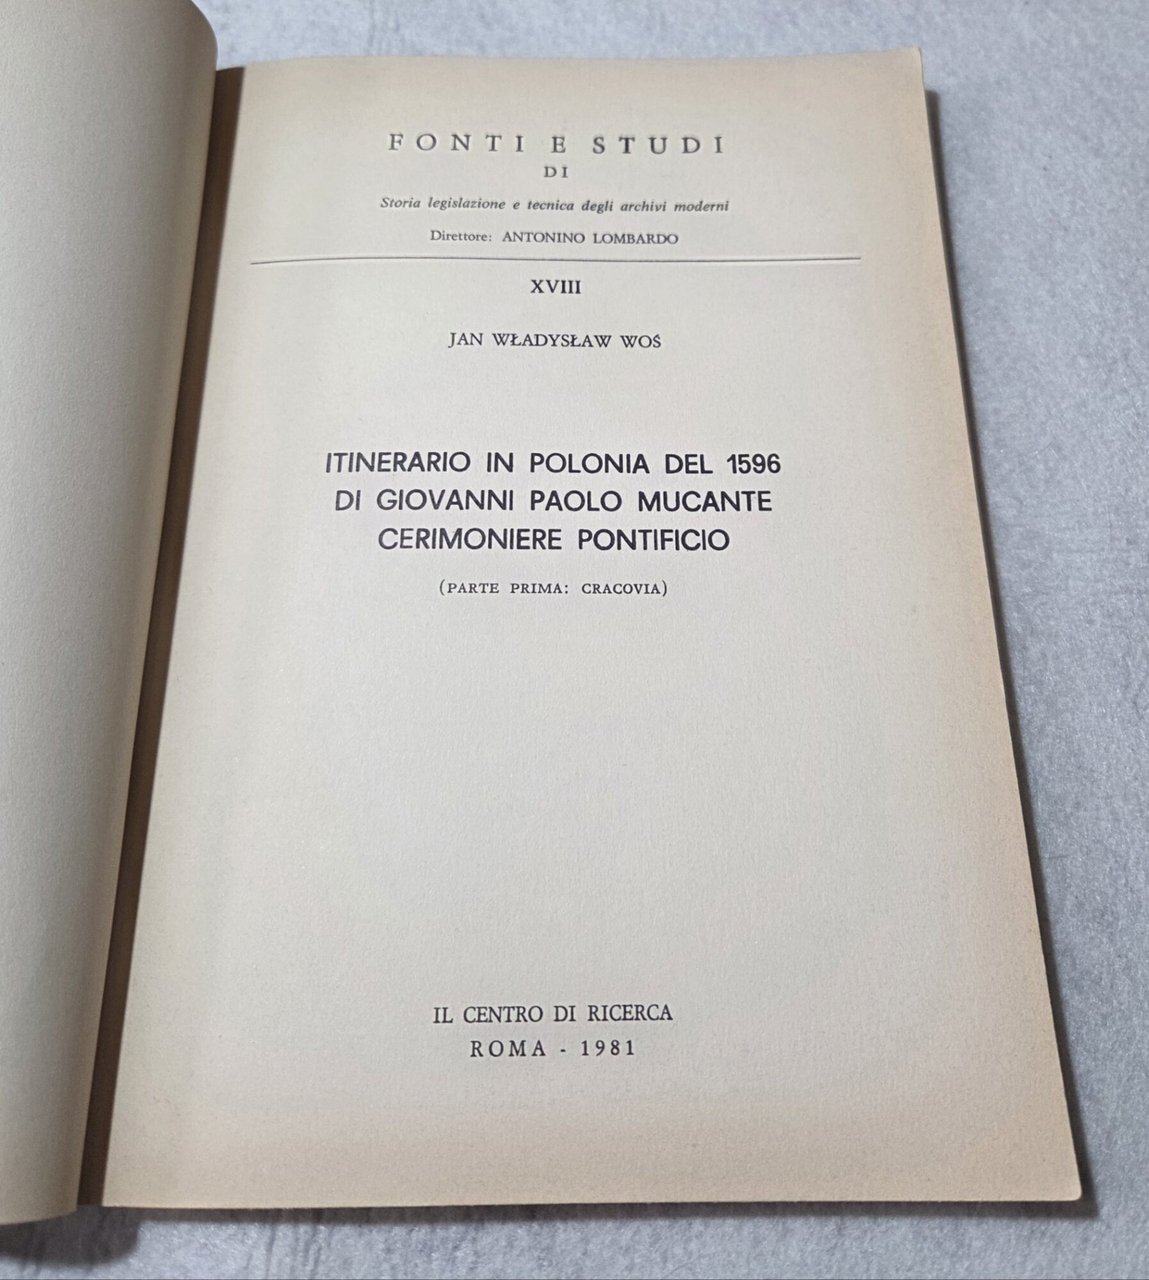 FONTI E STUDI
DI
Storia legislazione e tecnica degli archivi moderni
Direttore: ANTONINO LOMBARDO
XVIII
JAN WŁADYSŁAW WOŚ
ITINERARIO IN POLONIA DEL 1596
DI GIOVANNI PAOLO MUCANTE
CERIMONIERE PONTIFICIO
(PARTE PRIMA: CRACOVIA)
IL CENTRO DI RICERCA
ROMA - 1981